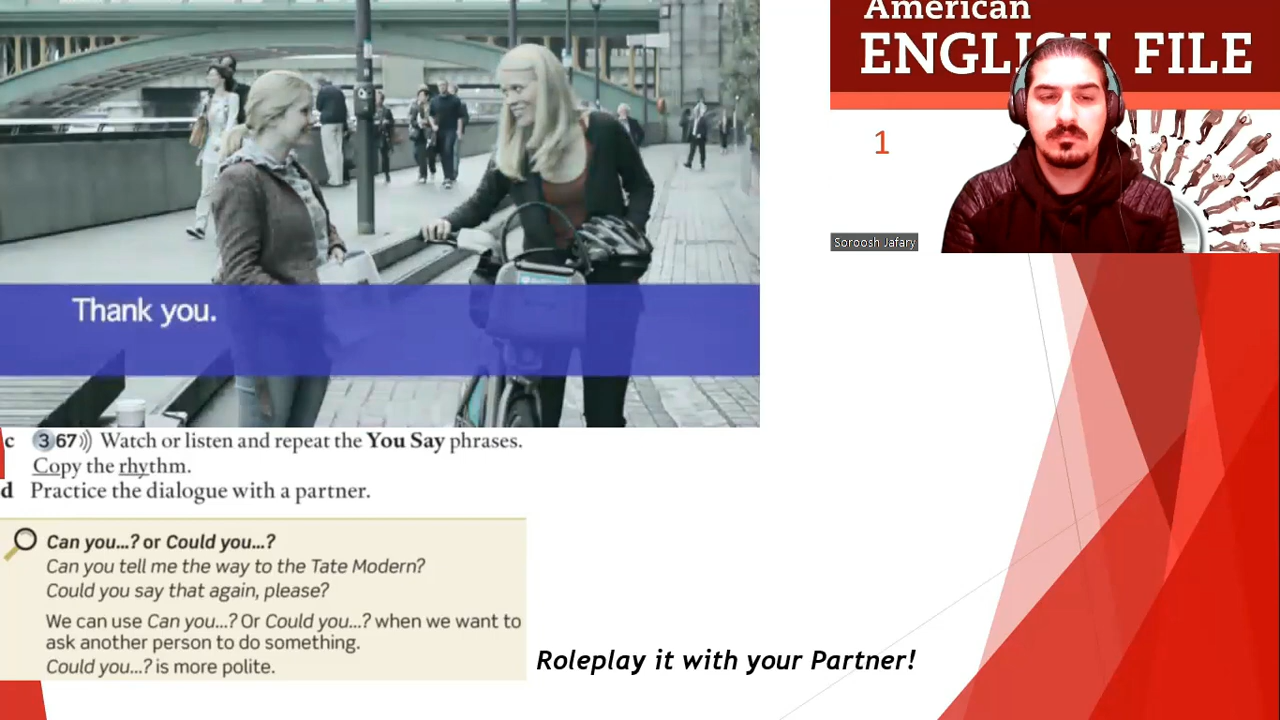 American
ENGLISH FILE
1
Soroosh Jafary
Thank you.
c 3 67)) Watch or listen and repeat the You Say phrases.
Copy the rhythm.
d Practice the dialogue with a partner.
Can you...? or Could you...?
Can you tell me the way to the Tate Modern?
Could you say that again, please?
We can use Can you...? Or Could you...? when we want to
ask another person to do something.
Could you...? is more polite.
Roleplay it with your Partner!